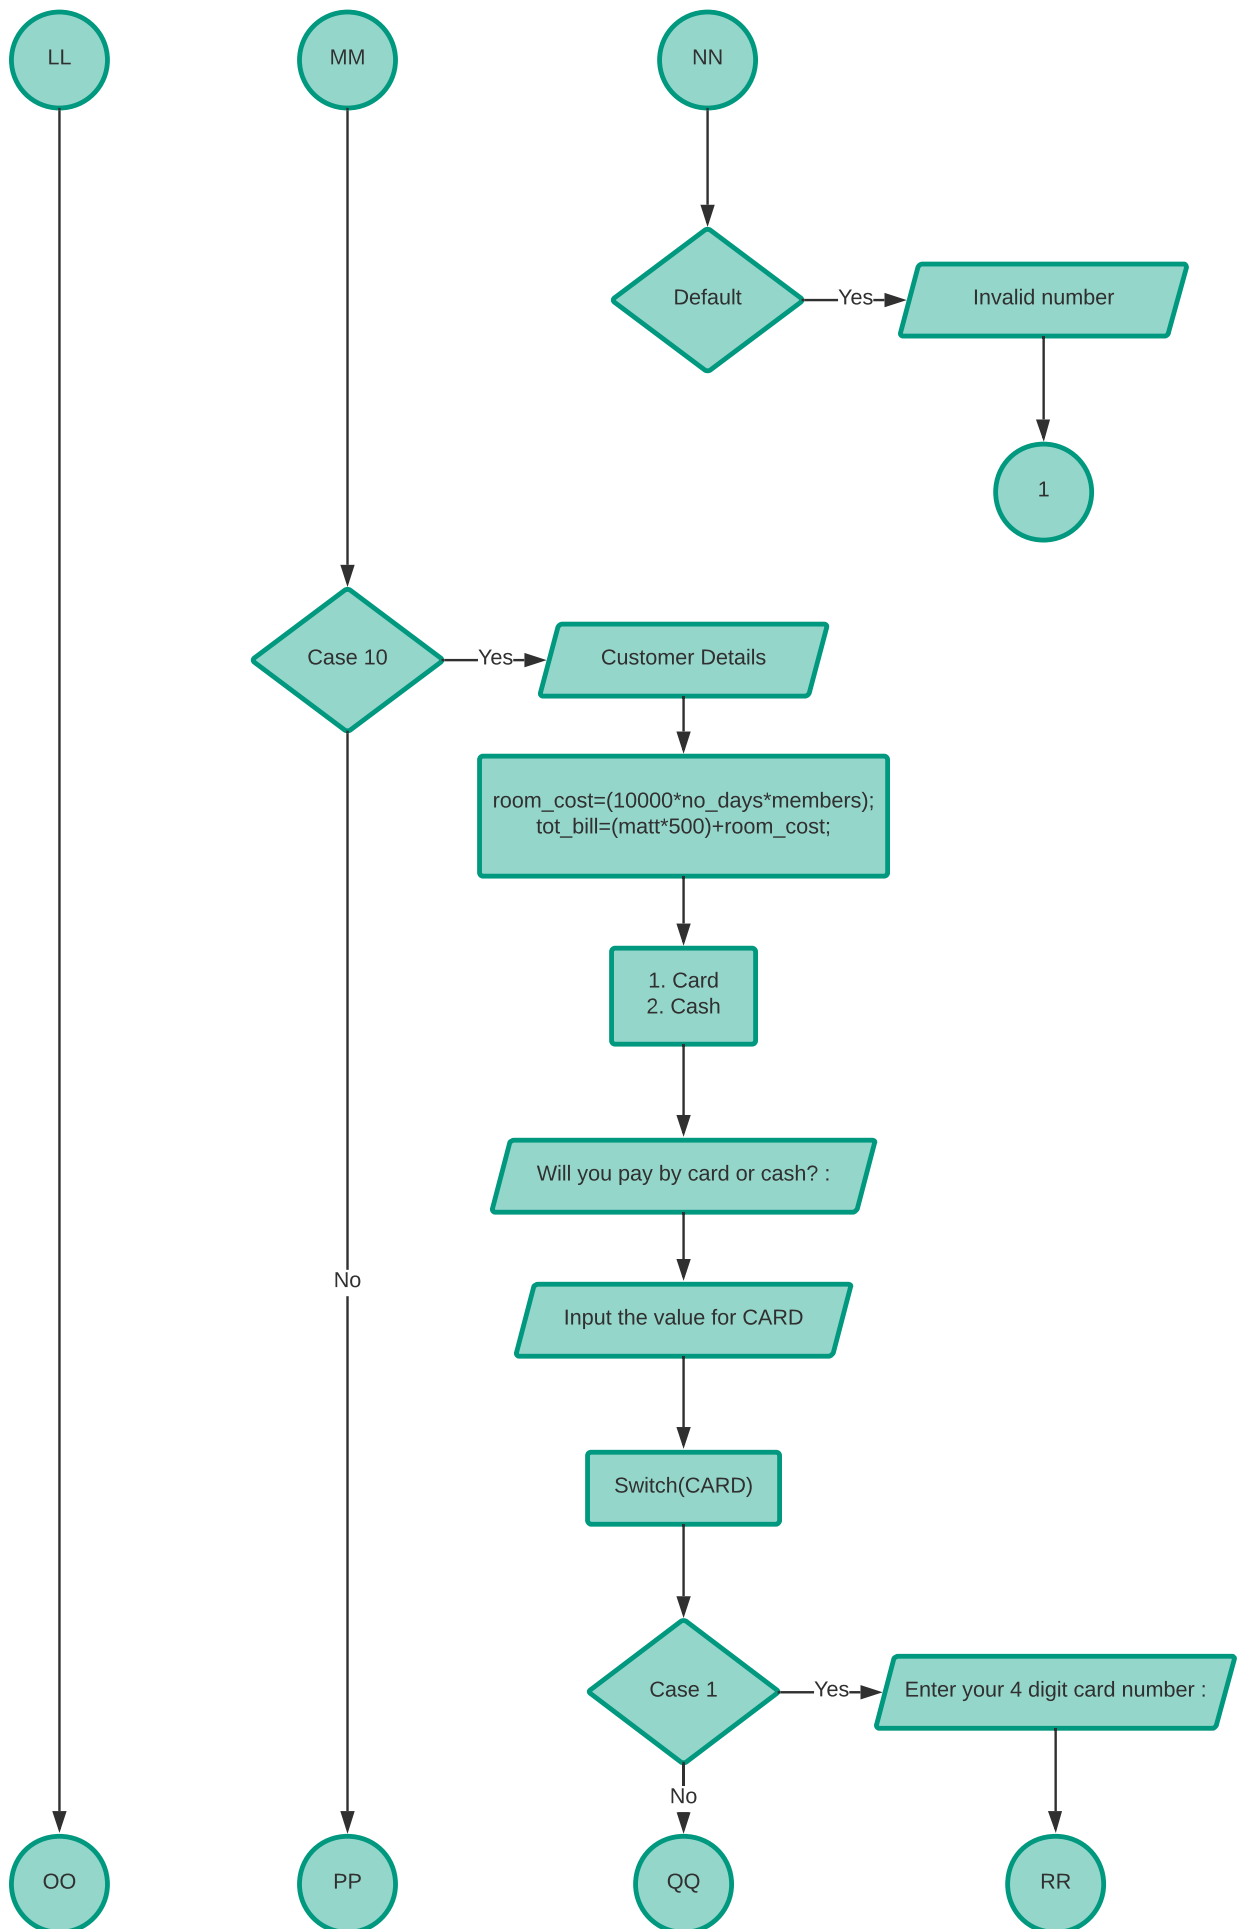 LL
MM
NN
Default
Yes
Invalid number
1
Case 10
Yes
Customer Details
room_cost=(10000*no_days*members);
tot_bill=(matt*500)+room_cost;
1. Card
2. Cash
Will you pay by card or cash? :
No
Input the value for CARD
Switch(CARD)
Case 1
Yes
Enter your 4 digit card number :
No
OO
PP
QQ
RR